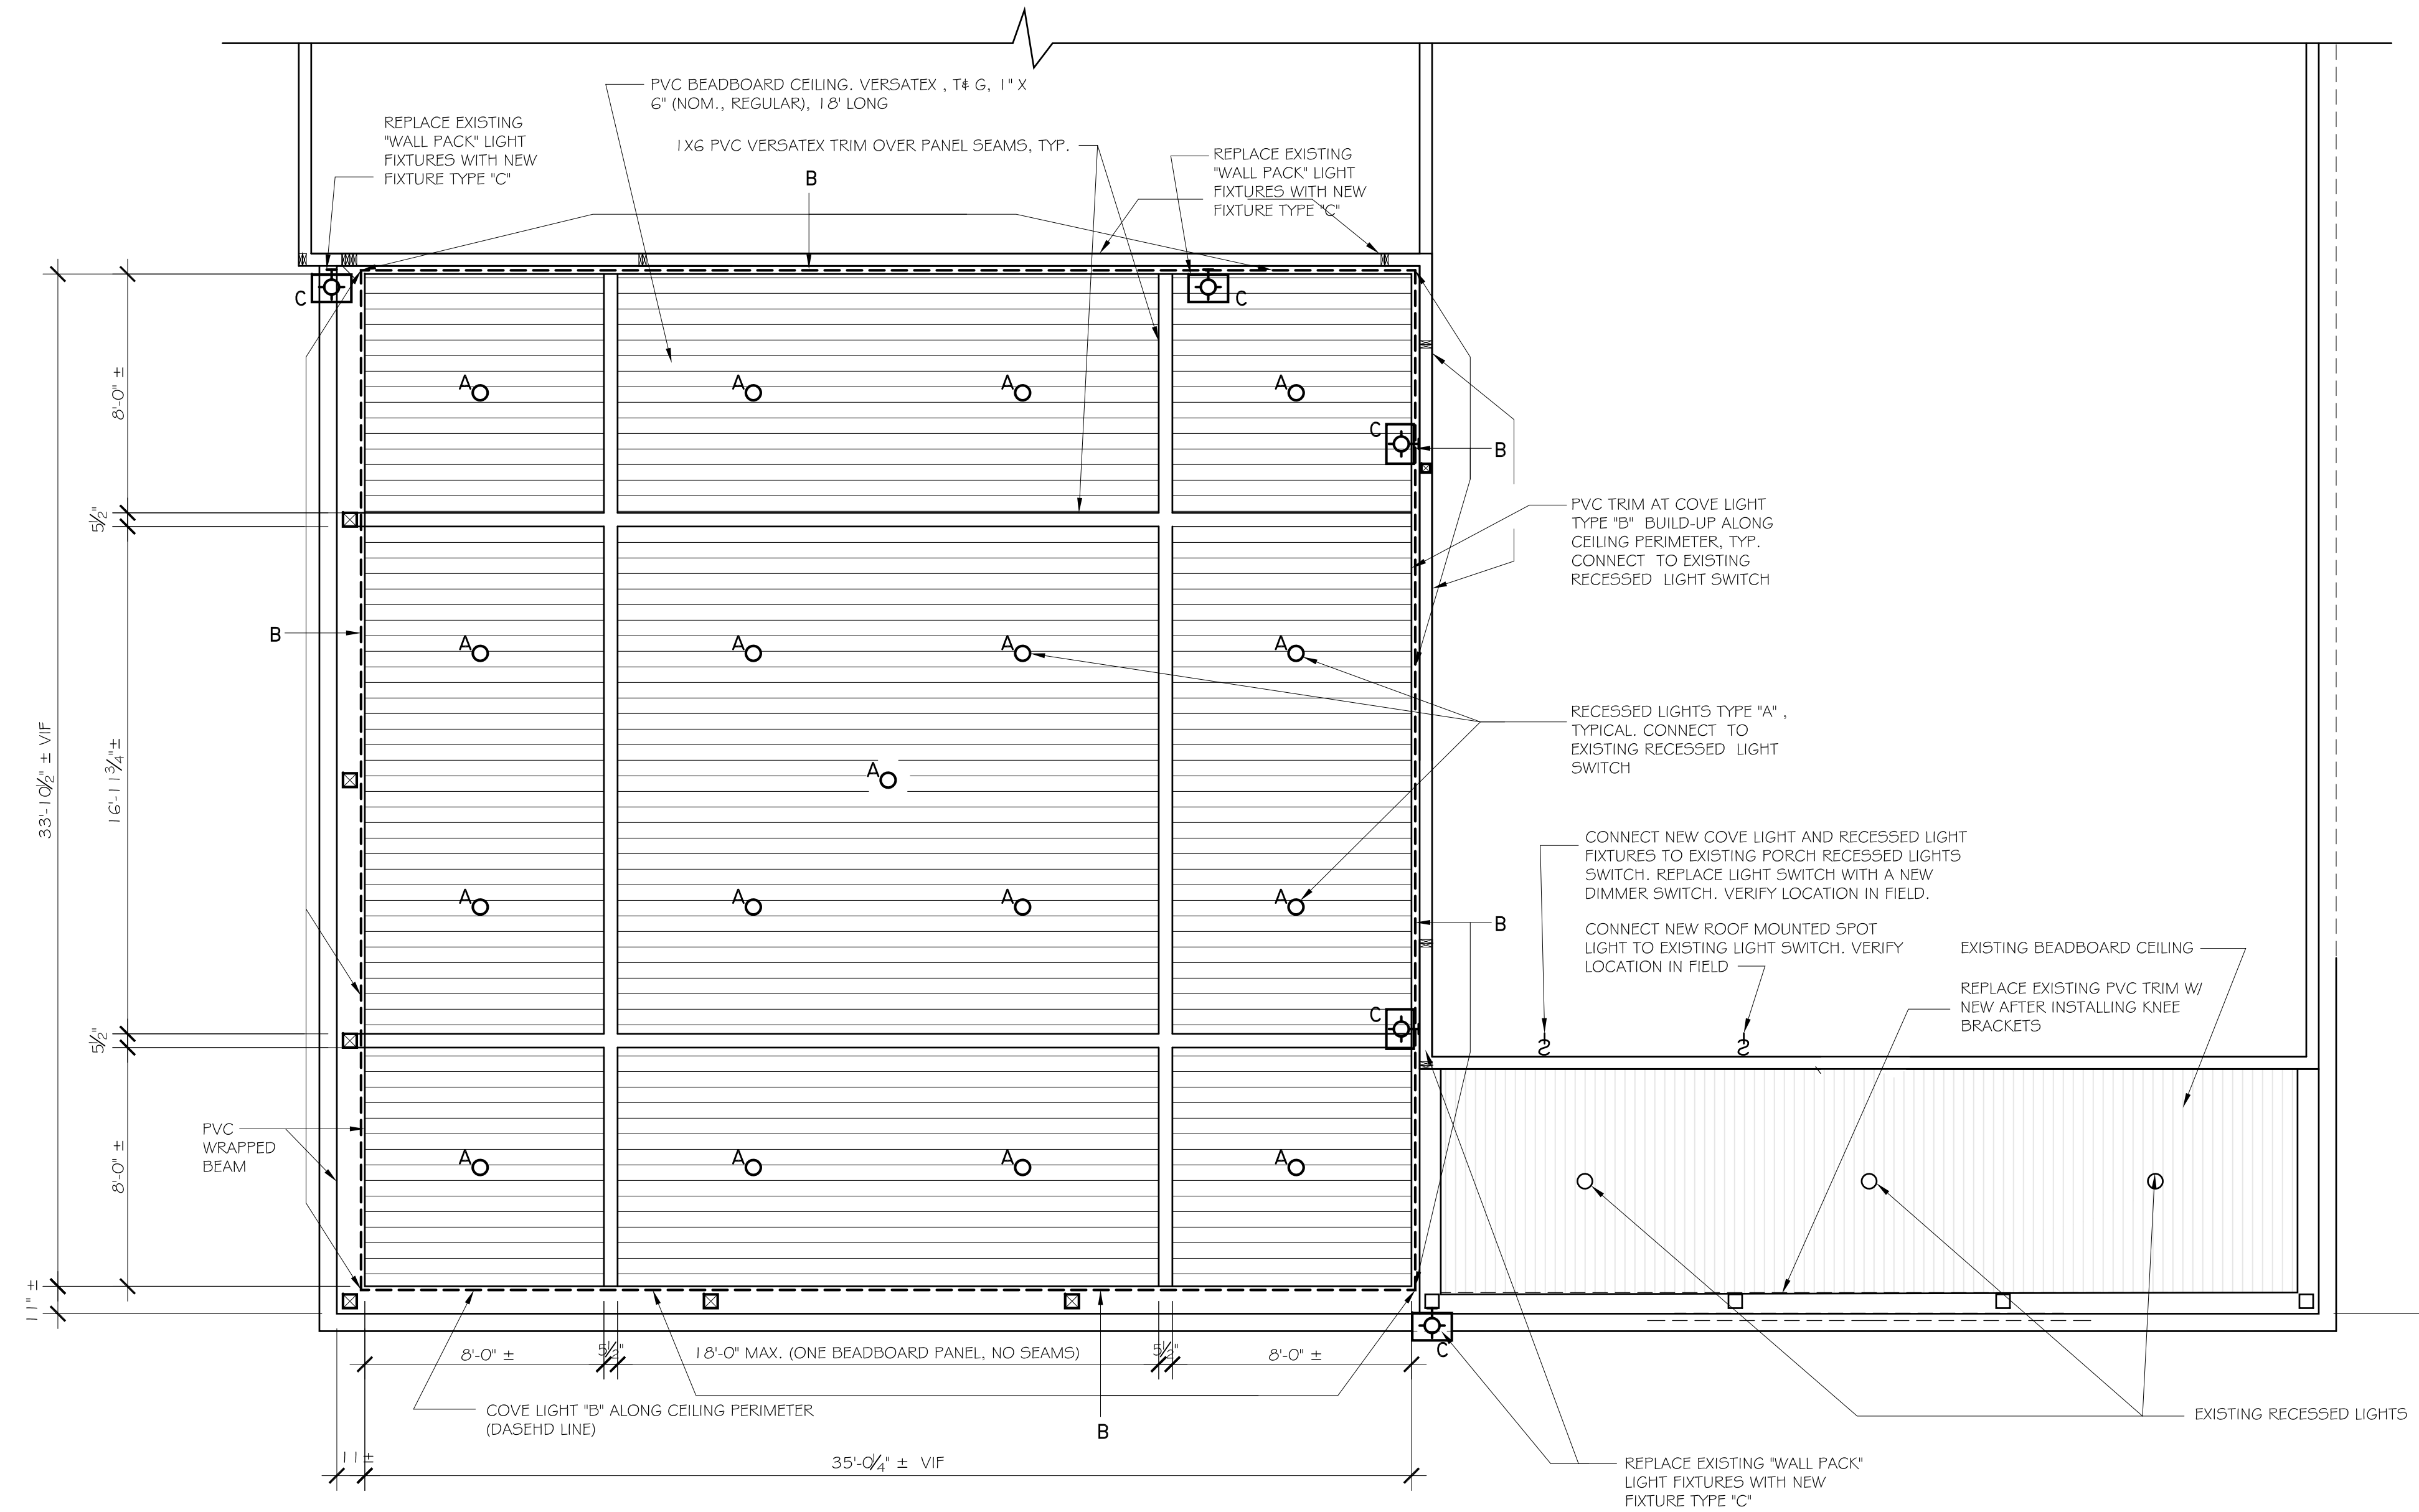 PVC BEADBOARD CEILING. VERSATEX , T& G, 1" X
6" (NOM., REGULAR), 18' LONG
REPLACE EXISTING
"WALL PACK" LIGHT
FIXTURES WITH NEW
FIXTURE TYPE "C"
1X6 PVC VERSATEX TRIM OVER PANEL SEAMS, TYP.
REPLACE EXISTING
"WALL PACK" LIGHT
FIXTURES WITH NEW
FIXTURE TYPE "C"
B
C
C
8'-0" ±
A
A
A
A
C
B
5½"
PVC TRIM AT COVE LIGHT
TYPE "B" BUILD-UP ALONG
CEILING PERIMETER, TYP.
CONNECT TO EXISTING
RECESSED LIGHT SWITCH
B
A
A
A
A
33'-10½" ± VIF
16'-11¾"±
RECESSED LIGHTS TYPE "A" ,
TYPICAL. CONNECT TO
EXISTING RECESSED LIGHT
SWITCH
A
CONNECT NEW COVE LIGHT AND RECESSED LIGHT
FIXTURES TO EXISTING PORCH RECESSED LIGHTS
SWITCH. REPLACE LIGHT SWITCH WITH A NEW
DIMMER SWITCH. VERIFY LOCATION IN FIELD.
A
A
A
A
B
CONNECT NEW ROOF MOUNTED SPOT
LIGHT TO EXISTING LIGHT SWITCH. VERIFY
LOCATION IN FIELD
EXISTING BEADBOARD CEILING
REPLACE EXISTING PVC TRIM W/
NEW AFTER INSTALLING KNEE
BRACKETS
C
5½"
S
S
PVC
WRAPPED
BEAM
8'-0" ±
A
A
A
A
11" ±
8'-0" ±
5½"
18'-0" MAX. (ONE BEADBOARD PANEL, NO SEAMS)
5½"
8'-0" ±
C
COVE LIGHT "B" ALONG CEILING PERIMETER
(DASEHD LINE)
B
EXISTING RECESSED LIGHTS
11 ±
35'-0¼" ± VIF
REPLACE EXISTING "WALL PACK"
LIGHT FIXTURES WITH NEW
FIXTURE TYPE "C"